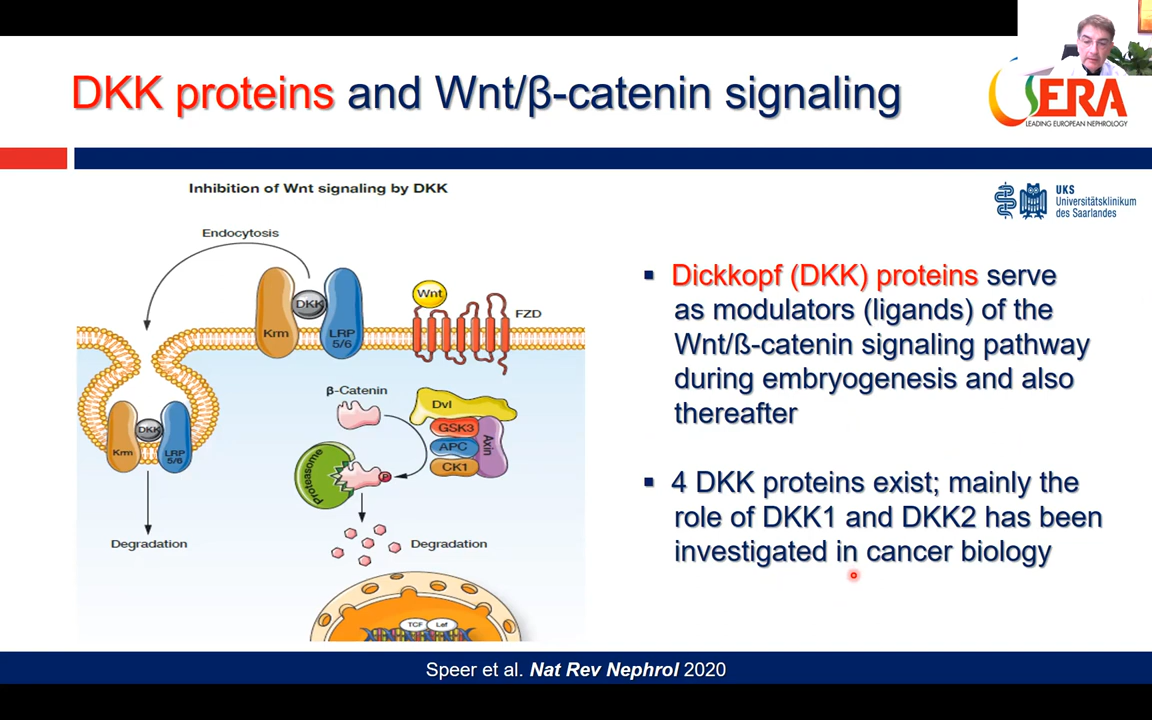 DKK proteins and Wnt/β-catenin signaling
ERA
LEADING EUROPEAN NEPHROLOGY
UKS
Universitätsklinikum
des Saarlandes
Inhibition of Wnt signaling by DKK
Endocytosis
DKK
Krm
LRP
5/6
Wnt
FZD
β-Catenin
Dvl
GSK3
APC
CK1
Axin
Proteasome
P
DKK
Krm
LRP
5/6
Degradation
Degradation
TCF
Lef
▪ Dickkopf (DKK) proteins serve
as modulators (ligands) of the
Wnt/ß-catenin signaling pathway
during embryogenesis and also
thereafter
▪ 4 DKK proteins exist; mainly the
role of DKK1 and DKK2 has been
investigated in cancer biology
Speer et al. Nat Rev Nephrol 2020